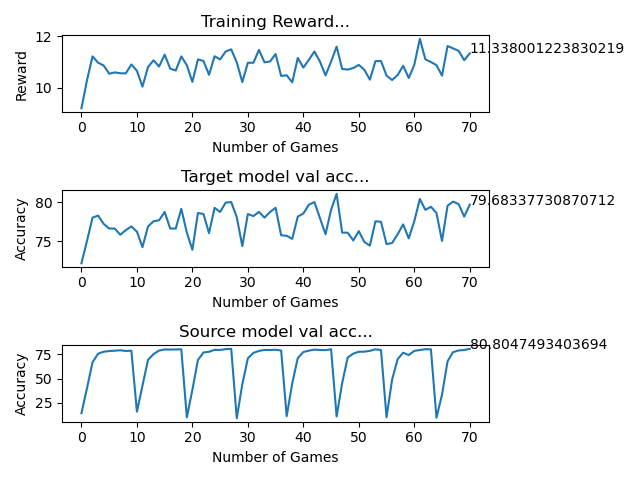 Training Reward...
12
10
Reward
11.338001223830219
0 10 20 30 40 50 60 70
Number of Games
Target model val acc...
80
75
Accuracy
79.68337730870712
0 10 20 30 40 50 60 70
Number of Games
Source model val acc...
75
50
25
Accuracy
80.8047493403694
0 10 20 30 40 50 60 70
Number of Games